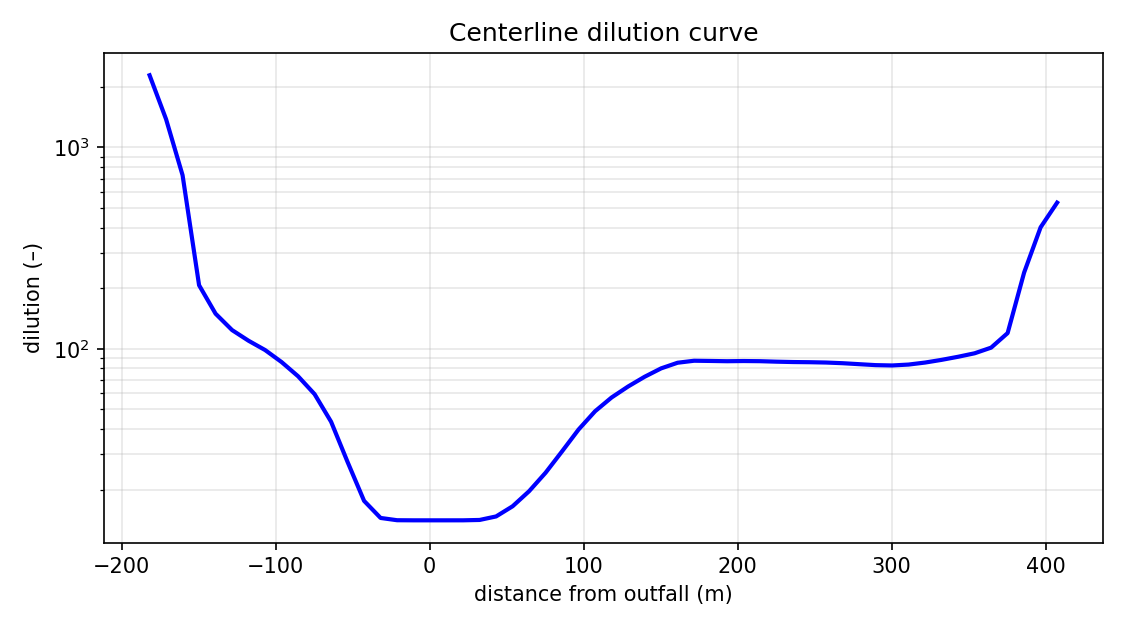 Centerline dilution curve
dilution (–)
10³
10²
−200 −100 0 100 200 300 400
distance from outfall (m)